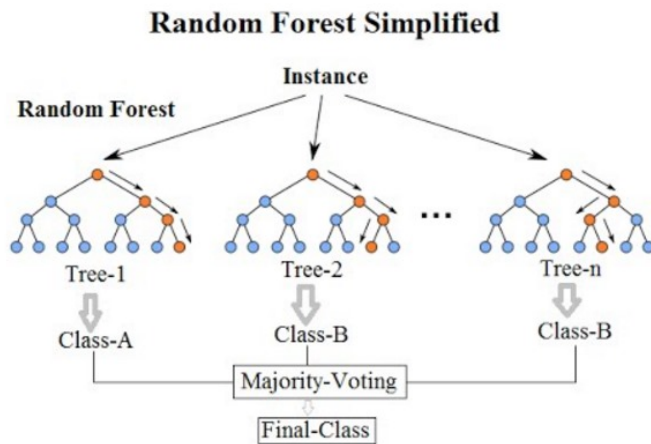 Random Forest Simplified
Instance
Random Forest
...
Tree-1
Tree-2
Tree-n
Class-A
Class-B
Class-B
Majority-Voting
Final-Class